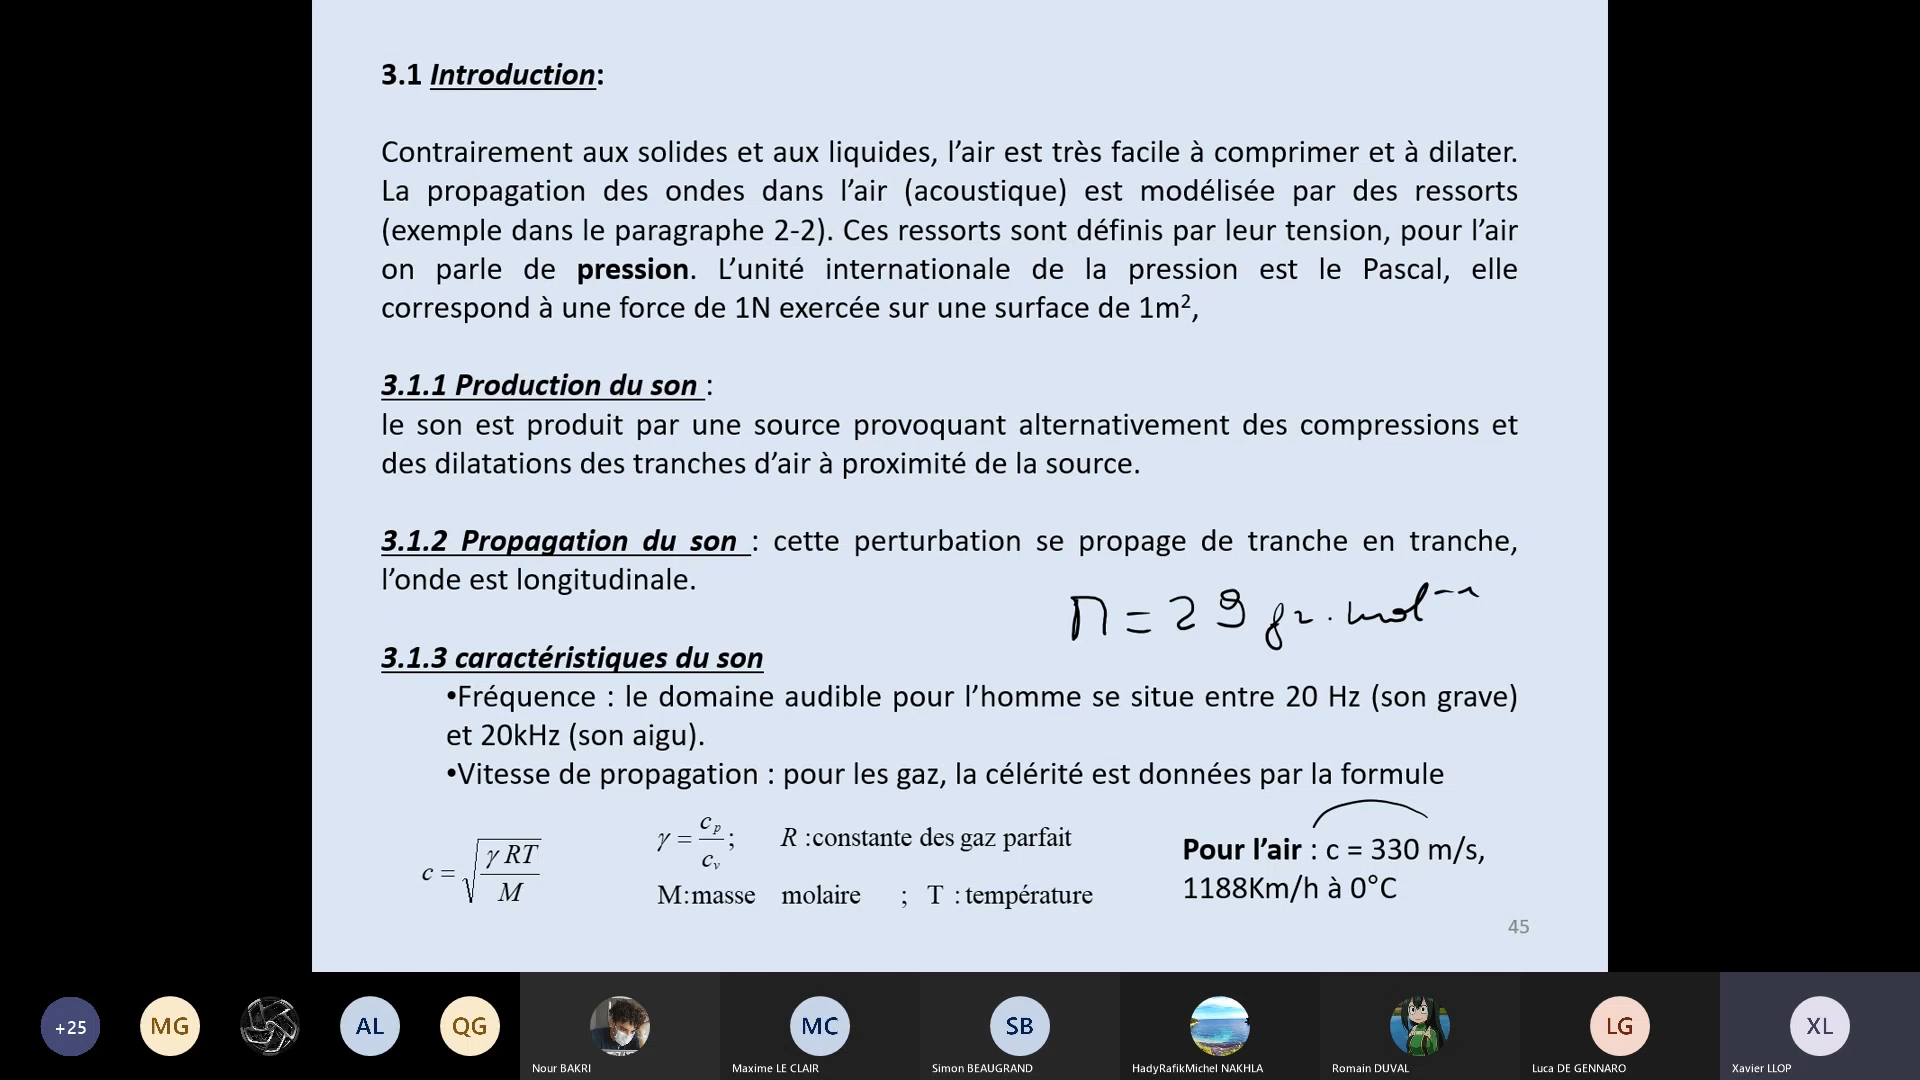 3.1 Introduction:
Contrairement aux solides et aux liquides, l’air est très facile à comprimer et à dilater.
La propagation des ondes dans l’air (acoustique) est modélisée par des ressorts
(exemple dans le paragraphe 2-2). Ces ressorts sont définis par leur tension, pour l’air
on parle de pression. L’unité internationale de la pression est le Pascal, elle
correspond à une force de 1N exercée sur une surface de 1m²,
3.1.1 Production du son :
le son est produit par une source provoquant alternativement des compressions et
des dilatations des tranches d’air à proximité de la source.
3.1.2 Propagation du son : cette perturbation se propage de tranche en tranche,
l’onde est longitudinale.
M = 29 gr . mol⁻¹
3.1.3 caractéristiques du son
•Fréquence : le domaine audible pour l’homme se situe entre 20 Hz (son grave)
et 20kHz (son aigu).
•Vitesse de propagation : pour les gaz, la célérité est données par la formule
c = √(γ RT / M)
γ = c_p / c_v ; R :constante des gaz parfait
M:masse molaire ; T : température
Pour l’air : c = 330 m/s,
1188Km/h à 0°C
45
+25
MG
AL
QG
MC
SB
LG
XL
Nour BAKRI
Maxime LE CLAIR
Simon BEAUGRAND
HadyRafikMichel NAKHLA
Romain DUVAL
Luca DE GENNARO
Xavier LLOP